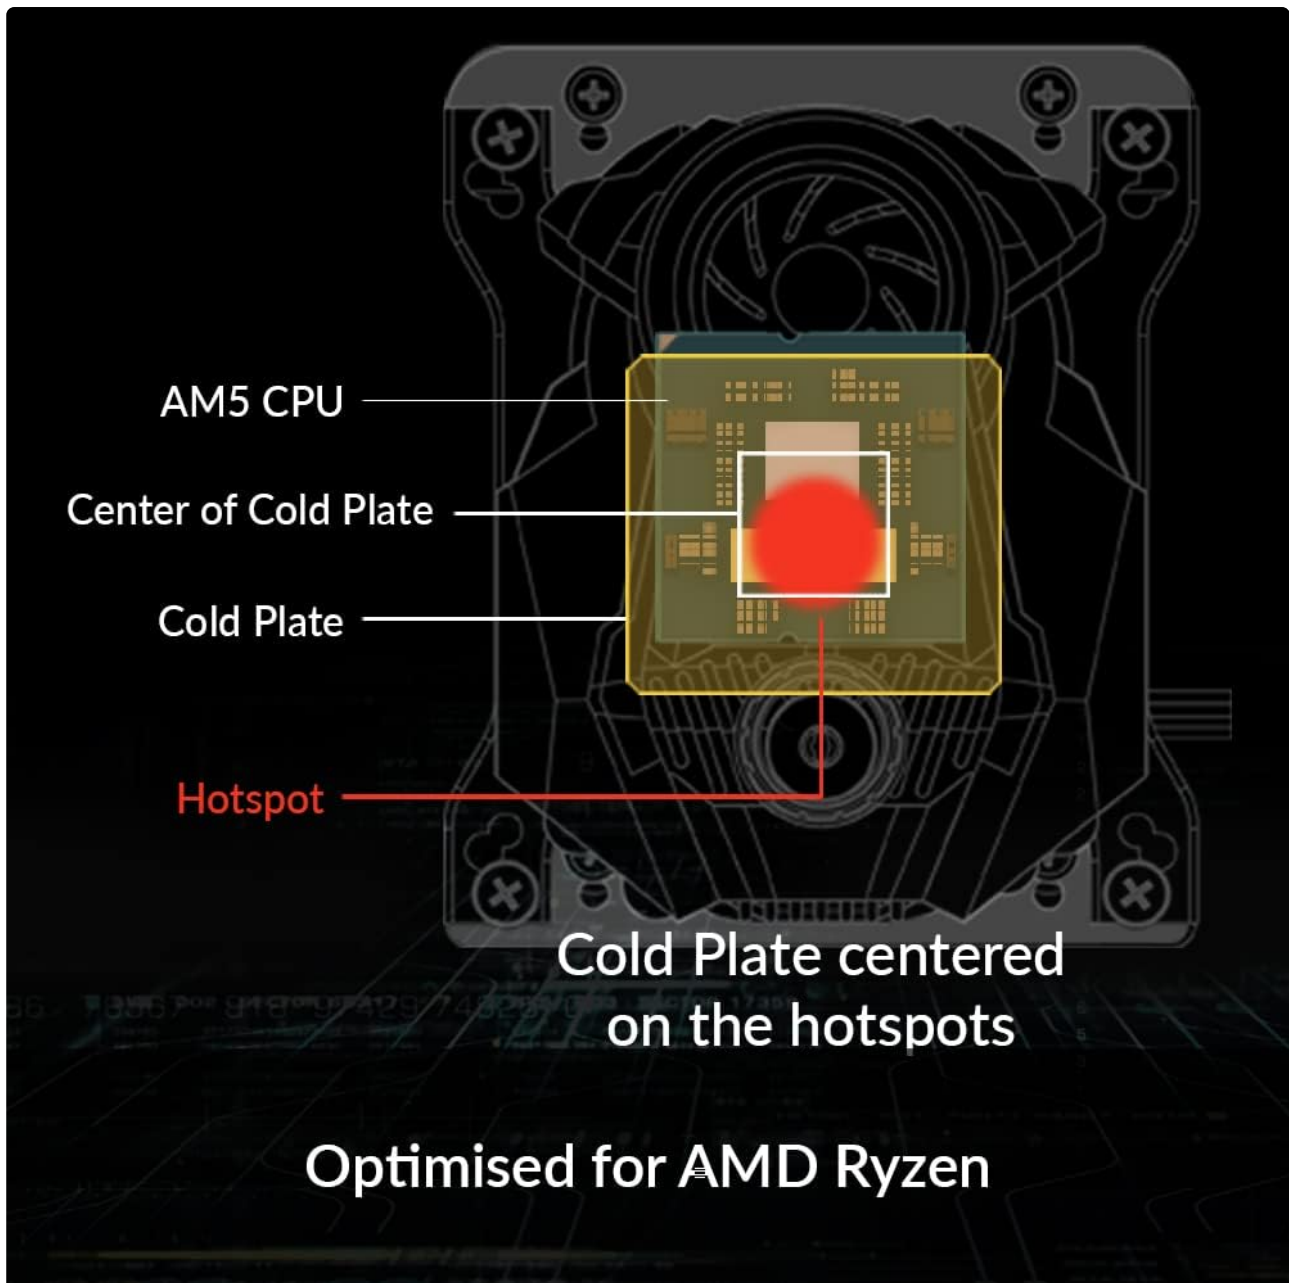 AM5 CPU
Center of Cold Plate
Cold Plate
Hotspot
Cold Plate centered
on the hotspots
Optimised for AMD Ryzen